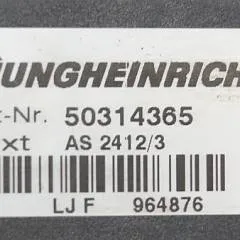 JUNGHEINRICH
t-Nr. 50314365
xt AS 2412/3
LJ F 964876